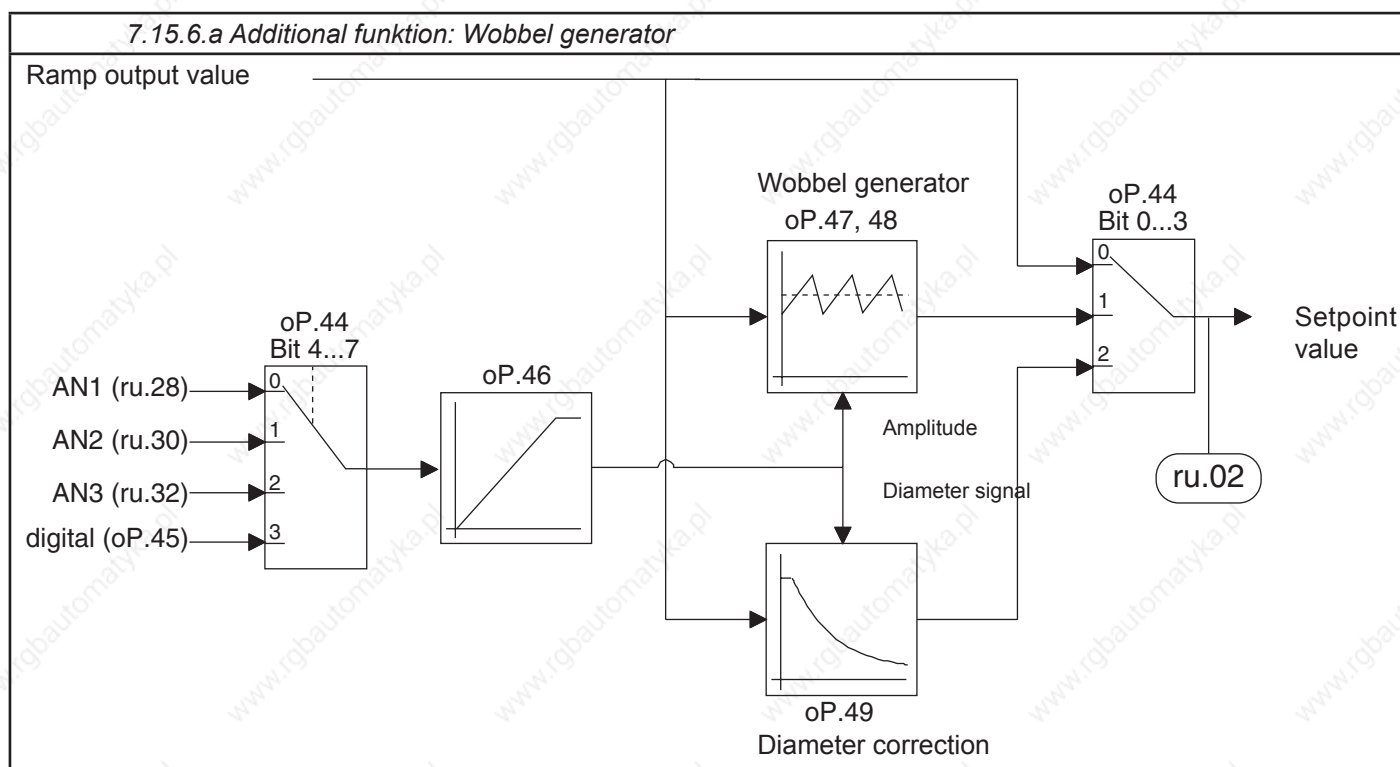 7.15.6.a Additional funktion: Wobbel generator
Ramp output value
Wobbel generator
oP.47, 48
oP.44
Bit 0...3
0
1
2
Setpoint
value
ru.02
oP.44
Bit 4...7
AN1 (ru.28)
AN2 (ru.30)
AN3 (ru.32)
digital (oP.45)
0
1
2
3
oP.46
Amplitude
Diameter signal
oP.49
Diameter correction
www.rgbautomatyka.pl